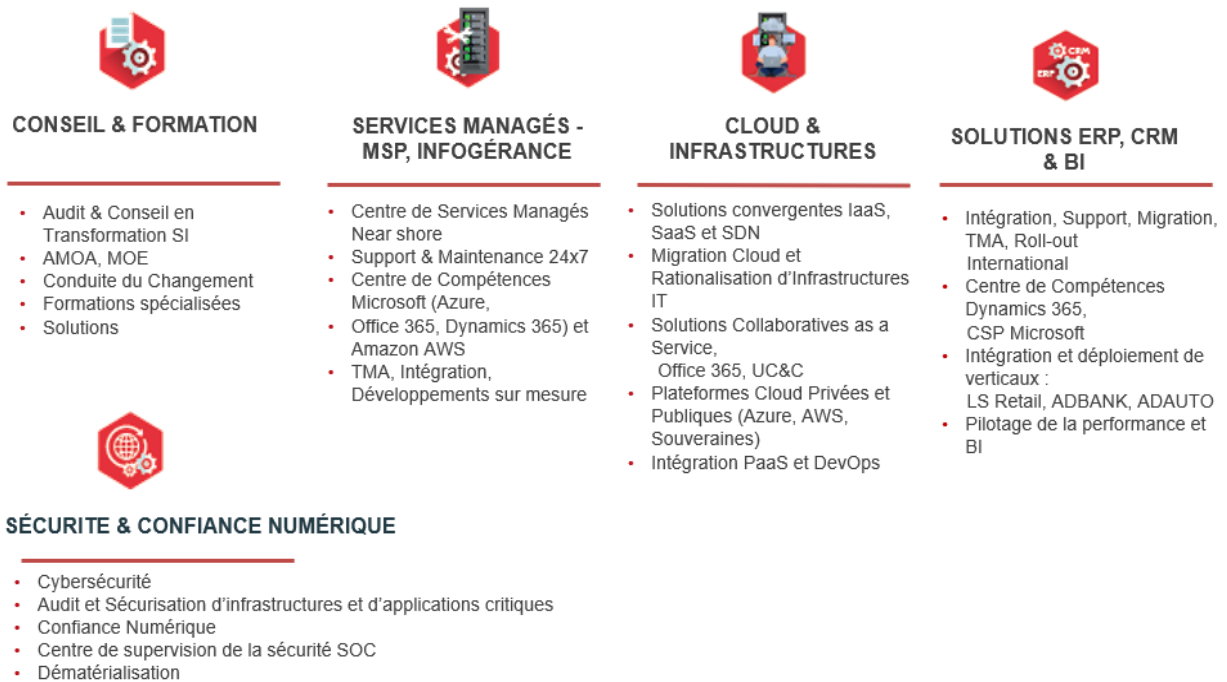 CONSEIL & FORMATION
Audit & Conseil en
Transformation SI
AMOA, MOE
Conduite du Changement
Formations spécialisées
Solutions
SERVICES MANAGÉS -
MSP, INFOGÉRANCE
Centre de Services Managés
Near shore
Support & Maintenance 24x7
Centre de Compétences
Microsoft (Azure,
Office 365, Dynamics 365) et
Amazon AWS
TMA, Intégration,
Développements sur mesure
CLOUD &
INFRASTRUCTURES
Solutions convergentes IaaS,
SaaS et SDN
Migration Cloud et
Rationalisation d'Infrastructures
IT
Solutions Collaboratives as a
Service,
Office 365, UC&C
Plateformes Cloud Privées et
Publiques (Azure, AWS,
Souveraines)
Intégration PaaS et DevOps
CRM
ERP
SOLUTIONS ERP, CRM
& BI
Intégration, Support, Migration,
TMA, Roll-out
International
Centre de Compétences
Dynamics 365,
CSP Microsoft
Intégration et déploiement de
verticaux :
LS Retail, ADBANK, ADAUTO
Pilotage de la performance et
BI
SÉCURITE & CONFIANCE NUMÉRIQUE
Cybersécurité
Audit et Sécurisation d'infrastructures et d'applications critiques
Confiance Numérique
Centre de supervision de la sécurité SOC
Dématérialisation